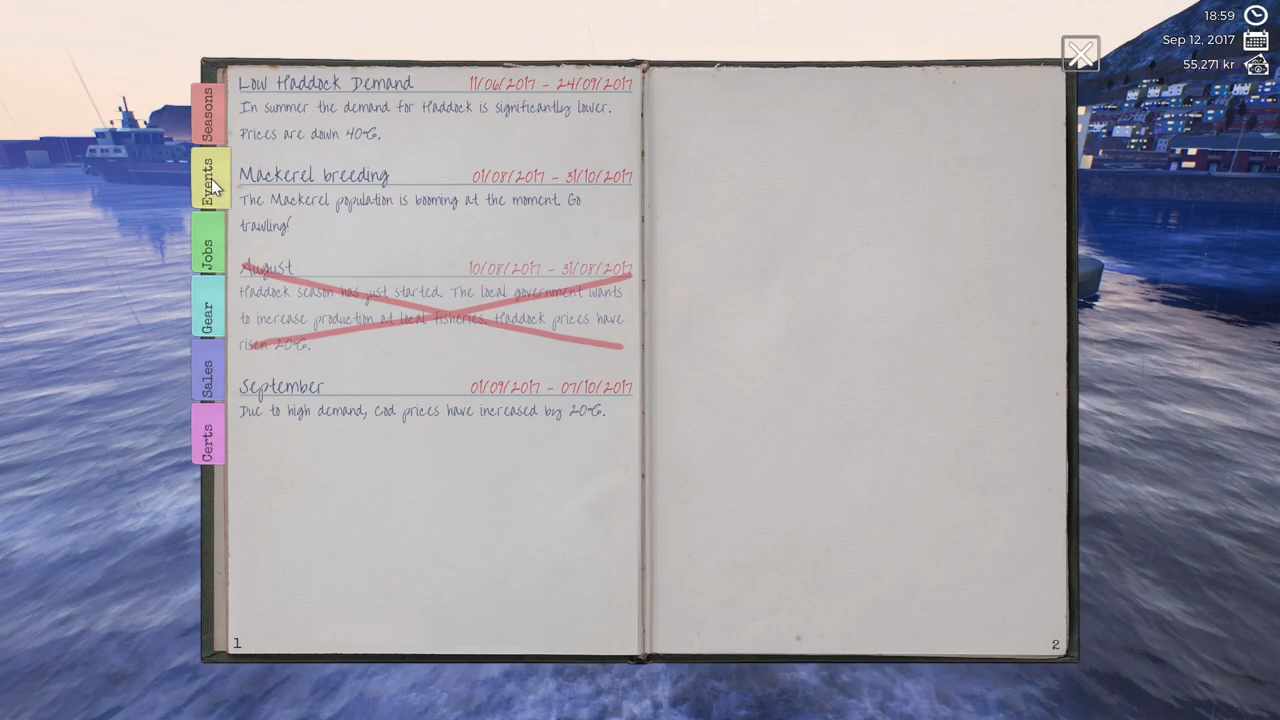 18:59
Sep 12, 2017
55,271 kr
Seasons
Events
Jobs
Gear
Sales
Certs
Low Haddock Demand 11/06/2017 - 24/09/2017
In summer the demand for Haddock is significantly lower.
Prices are down 40%.
Mackerel breeding 01/08/2017 - 31/10/2017
The Mackerel population is booming at the moment. Go
trawling!
August 10/08/2017 - 31/08/2017
Haddock season has just started. The local government wants
to increase production at local fisheries. Haddock prices have
risen 20%.
September 01/09/2017 - 07/10/2017
Due to high demand, Cod prices have increased by 20%.
1
2